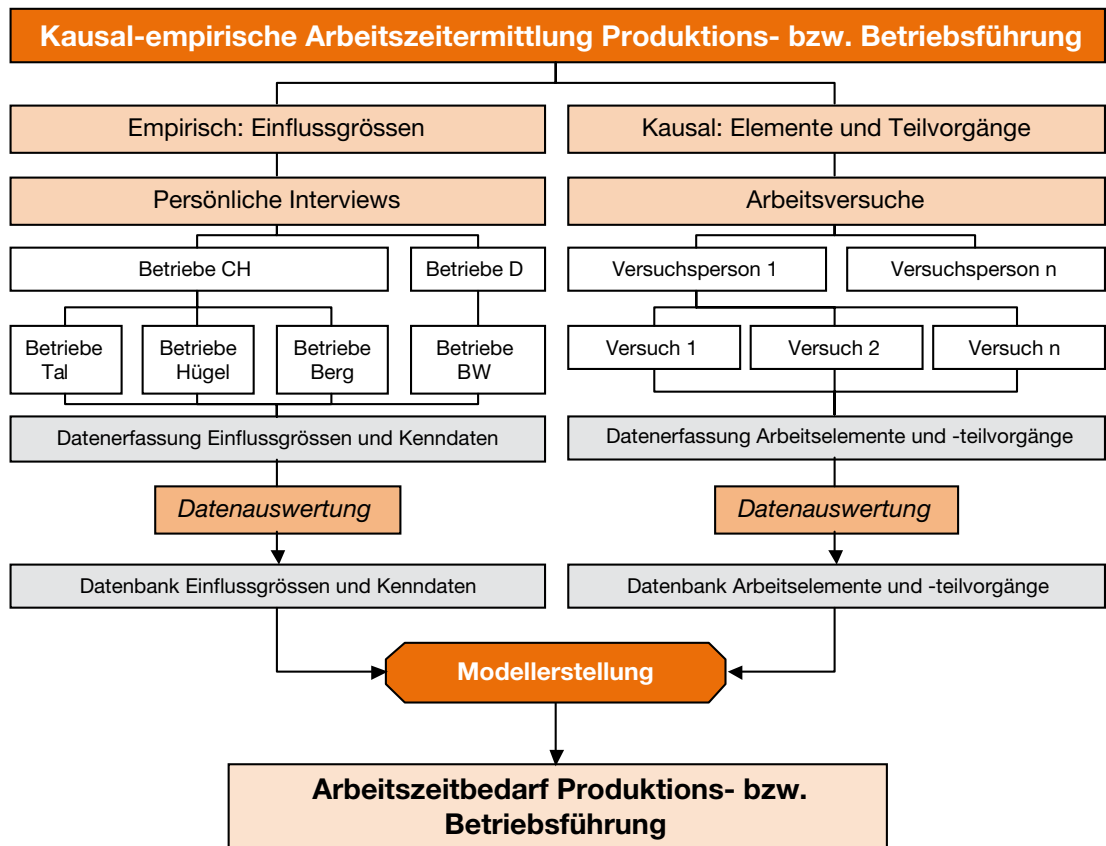 Kausal-empirische Arbeitszeitermittlung Produktions- bzw. Betriebsführung
Empirisch: Einflussgrössen
Kausal: Elemente und Teilvorgänge
Persönliche Interviews
Arbeitsversuche
Betriebe CH
Betriebe D
Versuchsperson 1
Versuchsperson n
Betriebe
Tal
Betriebe
Hügel
Betriebe
Berg
Betriebe
BW
Versuch 1
Versuch 2
Versuch n
Datenerfassung Einflussgrössen und Kenndaten
Datenerfassung Arbeitselemente und -teilvorgänge
Datenauswertung
Datenauswertung
Datenbank Einflussgrössen und Kenndaten
Datenbank Arbeitselemente und -teilvorgänge
Modellerstellung
Arbeitszeitbedarf Produktions- bzw.
Betriebsführung